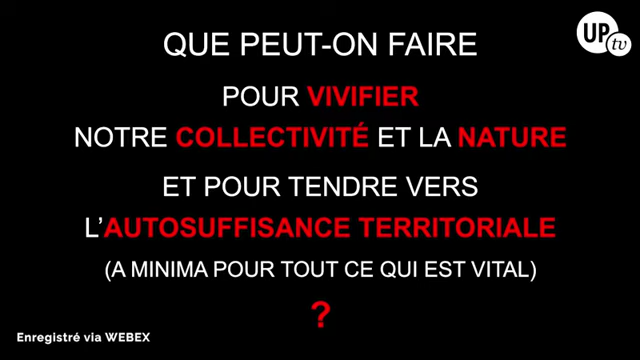 UP
tv
QUE PEUT-ON FAIRE
POUR VIVIFIER
NOTRE COLLECTIVITÉ ET LA NATURE
ET POUR TENDRE VERS
L'AUTOSUFFISANCE TERRITORIALE
(A MINIMA POUR TOUT CE QUI EST VITAL)
?
Enregistré via WEBEX